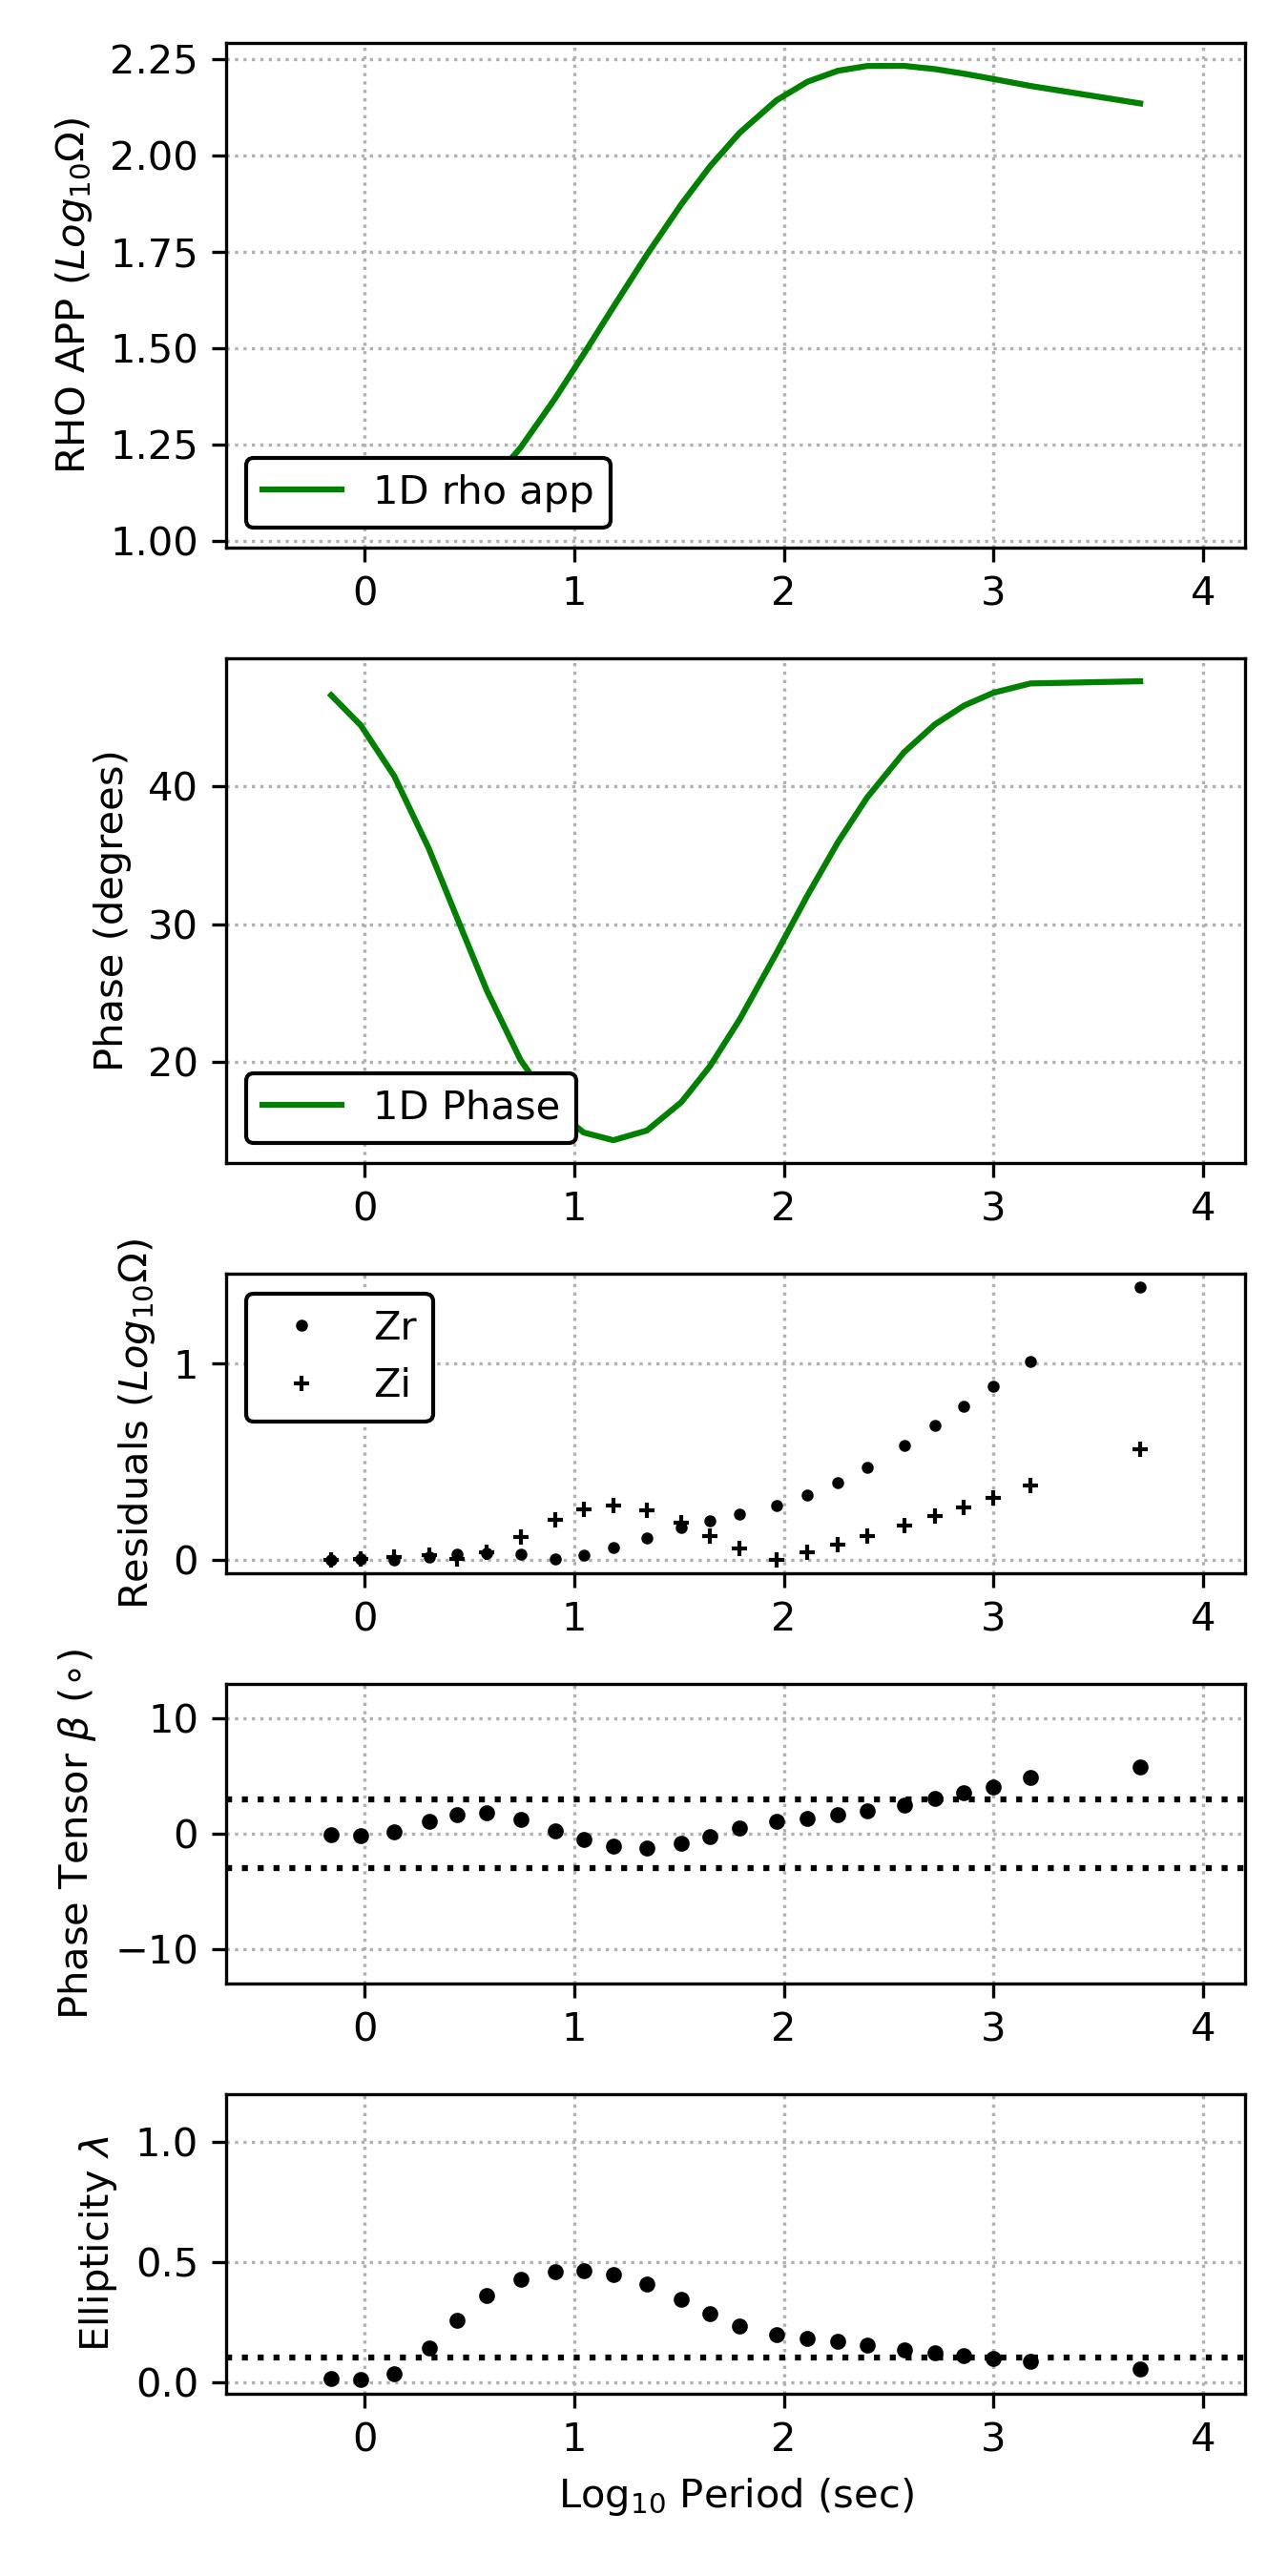 RHO APP (Log₁₀Ω)
2.25
2.00
1.75
1.50
1.25
1.00
1D rho app
0 1 2 3 4
Phase (degrees)
40
30
20
1D Phase
0 1 2 3 4
Residuals (Log₁₀Ω)
1
0
Zr
Zi
0 1 2 3 4
Phase Tensor β (∘)
10
0
−10
0 1 2 3 4
Ellipticity λ
1.0
0.5
0.0
0 1 2 3 4
Log₁₀ Period (sec)